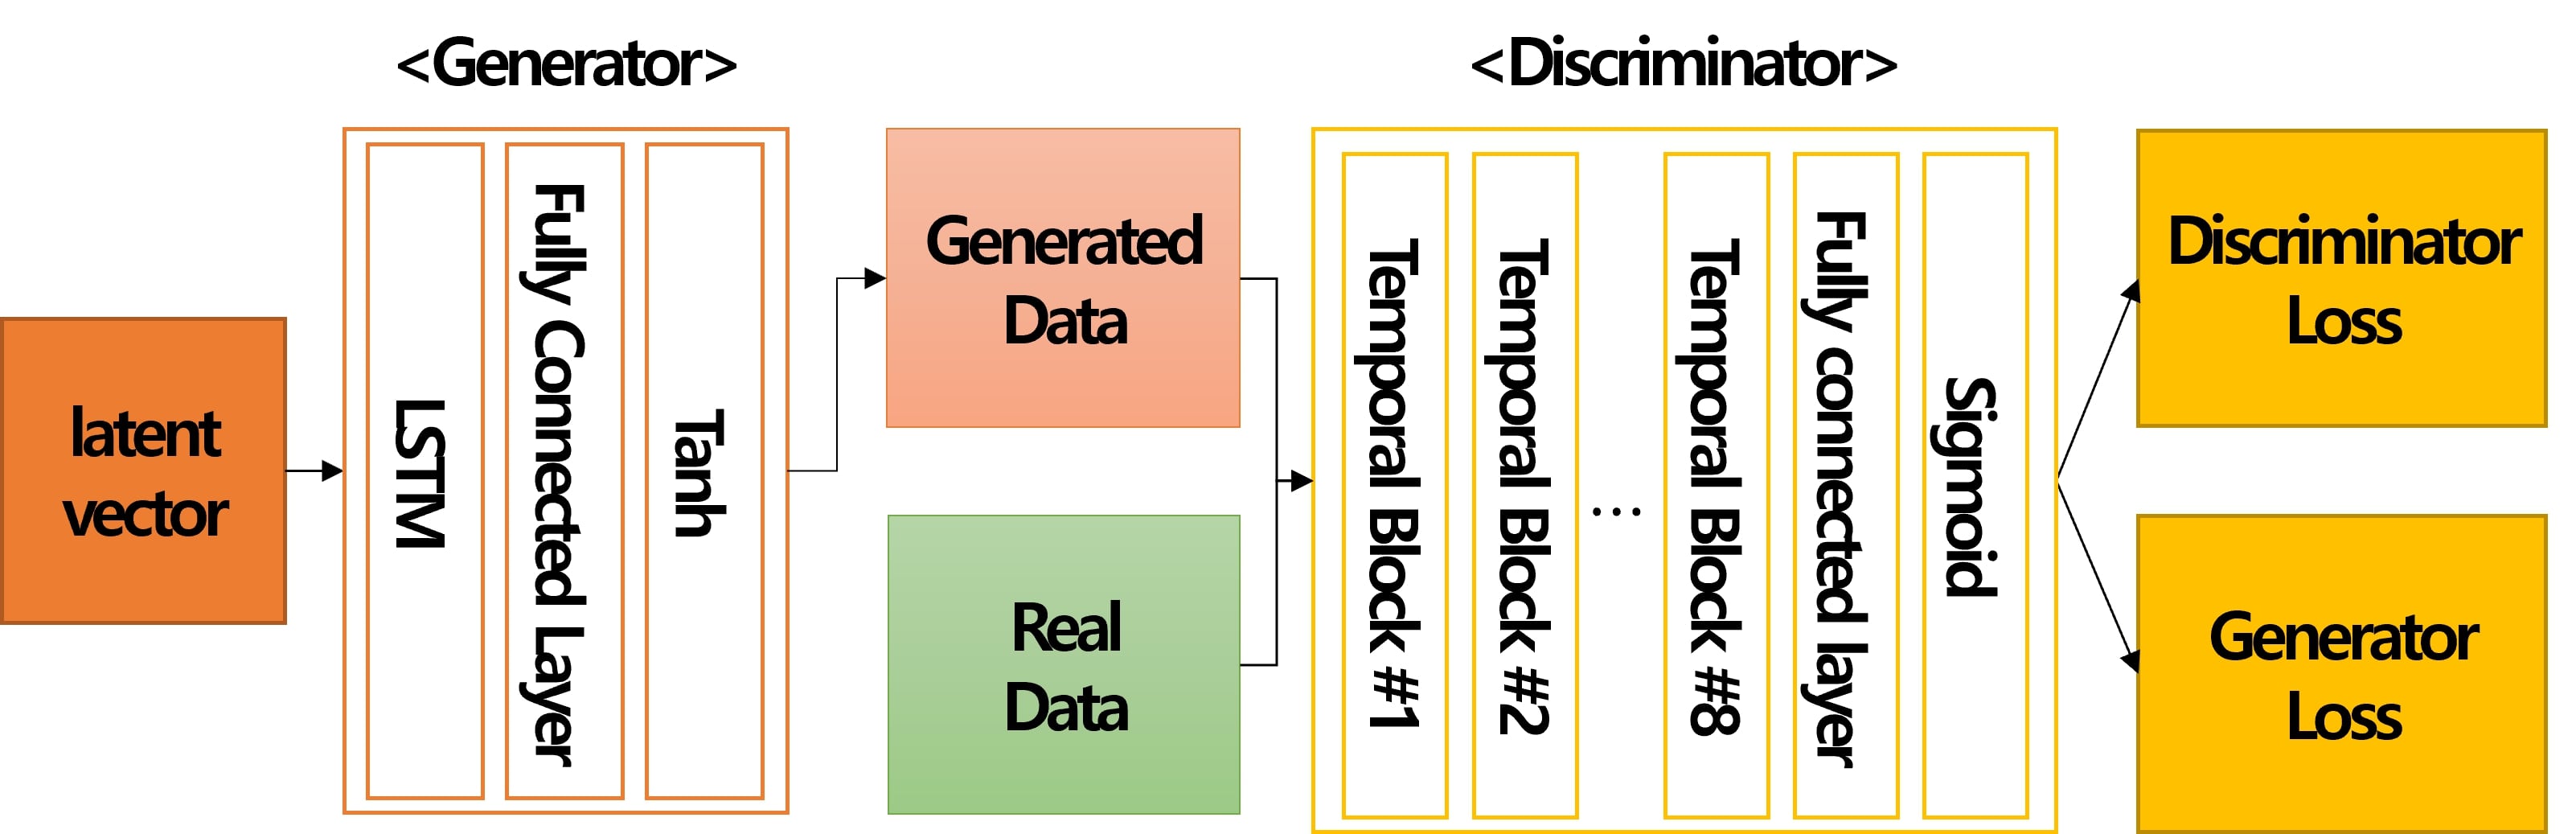 <Generator>
<Discriminator>
latent
vector
LSTM
Fully Connected Layer
Tanh
Generated
Data
Real
Data
Temporal Block #1
Temporal Block #2
...
Temporal Block #8
Fully connected layer
Sigmoid
Discriminator
Loss
Generator
Loss